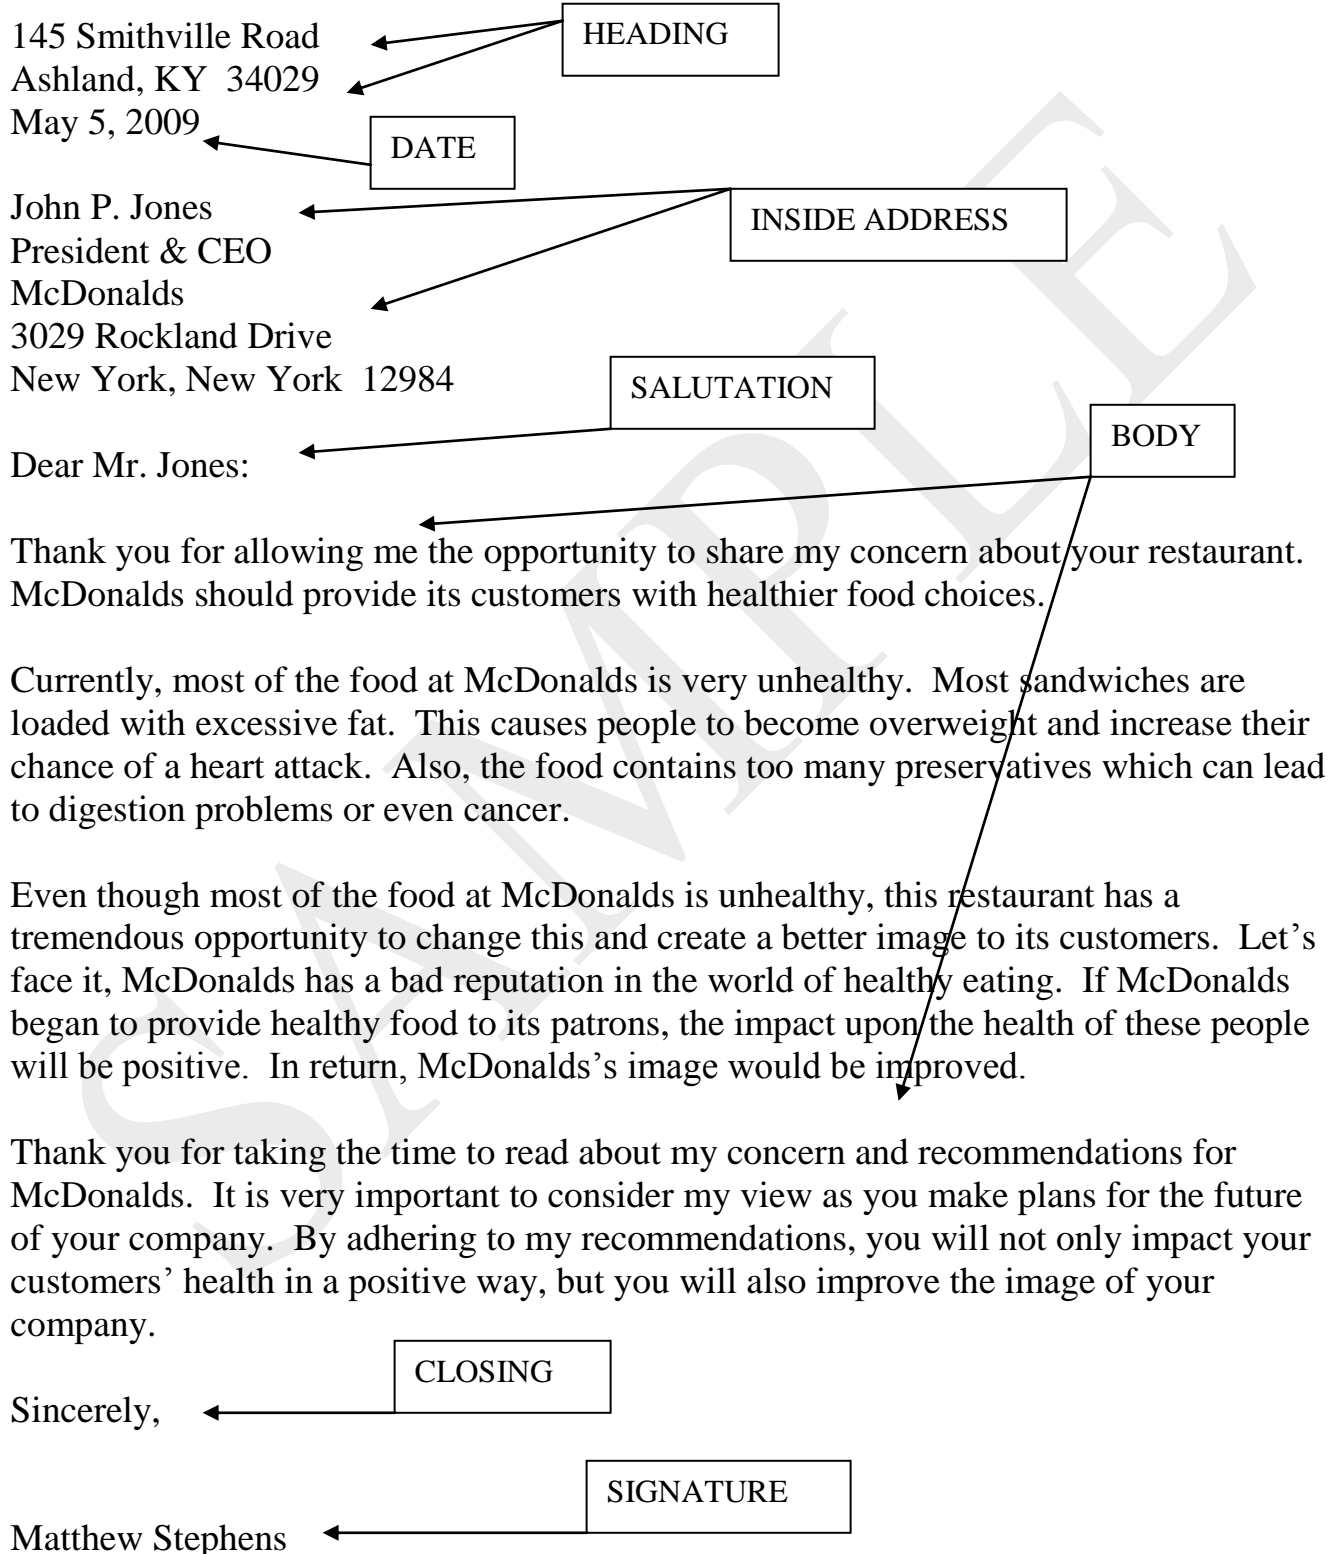 145 Smithville Road
HEADING
Ashland, KY  34029
May 5, 2009
DATE
John P. Jones
INSIDE ADDRESS
President & CEO
McDonalds
3029 Rockland Drive
New York, New York  12984
SALUTATION
BODY
Dear Mr. Jones:
Thank you for allowing me the opportunity to share my concern about your restaurant.
McDonalds should provide its customers with healthier food choices.
Currently, most of the food at McDonalds is very unhealthy.  Most sandwiches are
loaded with excessive fat.  This causes people to become overweight and increase their
chance of a heart attack.  Also, the food contains too many preservatives which can lead
to digestion problems or even cancer.
Even though most of the food at McDonalds is unhealthy, this restaurant has a
tremendous opportunity to change this and create a better image to its customers.  Let’s
face it, McDonalds has a bad reputation in the world of healthy eating.  If McDonalds
began to provide healthy food to its patrons, the impact upon the health of these people
will be positive.  In return, McDonalds’s image would be improved.
Thank you for taking the time to read about my concern and recommendations for
McDonalds.  It is very important to consider my view as you make plans for the future
of your company.  By adhering to my recommendations, you will not only impact your
customers’ health in a positive way, but you will also improve the image of your
company.
CLOSING
Sincerely,
SIGNATURE
Matthew Stephens
SAMPLE